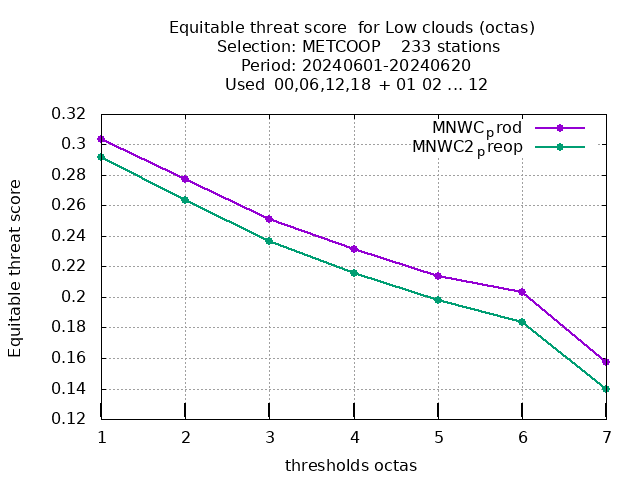 Equitable threat score  for Low clouds (octas)
Selection: METCOOP    233 stations
Period: 20240601-20240620
Used  00,06,12,18 + 01 02 ... 12
MNWCprod
MNWC2preop
Equitable threat score
0.32
0.3
0.28
0.26
0.24
0.22
0.2
0.18
0.16
0.14
0.12
1 2 3 4 5 6 7
thresholds octas